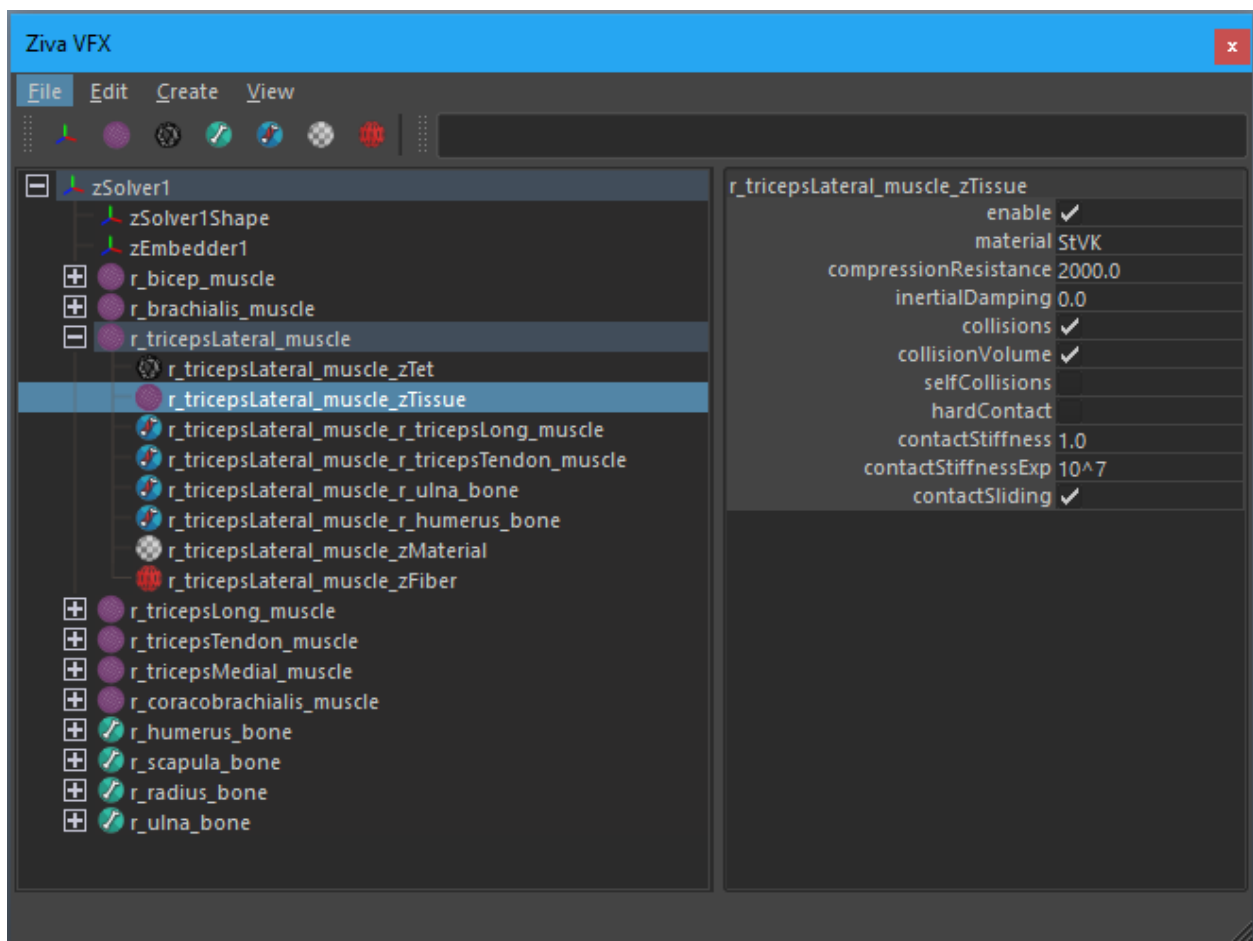 Ziva VFX
x
File Edit Create View
zSolver1
zSolver1Shape
zEmbedder1
r_bicep_muscle
r_brachialis_muscle
r_tricepsLateral_muscle
r_tricepsLateral_muscle_zTet
r_tricepsLateral_muscle_zTissue
r_tricepsLateral_muscle_r_tricepsLong_muscle
r_tricepsLateral_muscle_r_tricepsTendon_muscle
r_tricepsLateral_muscle_r_ulna_bone
r_tricepsLateral_muscle_r_humerus_bone
r_tricepsLateral_muscle_zMaterial
r_tricepsLateral_muscle_zFiber
r_tricepsLong_muscle
r_tricepsTendon_muscle
r_tricepsMedial_muscle
r_coracobrachialis_muscle
r_humerus_bone
r_scapula_bone
r_radius_bone
r_ulna_bone
r_tricepsLateral_muscle_zTissue
enable
material StVK
compressionResistance 2000.0
inertialDamping 0.0
collisions
collisionVolume
selfCollisions
hardContact
contactStiffness 1.0
contactStiffnessExp 10^7
contactSliding